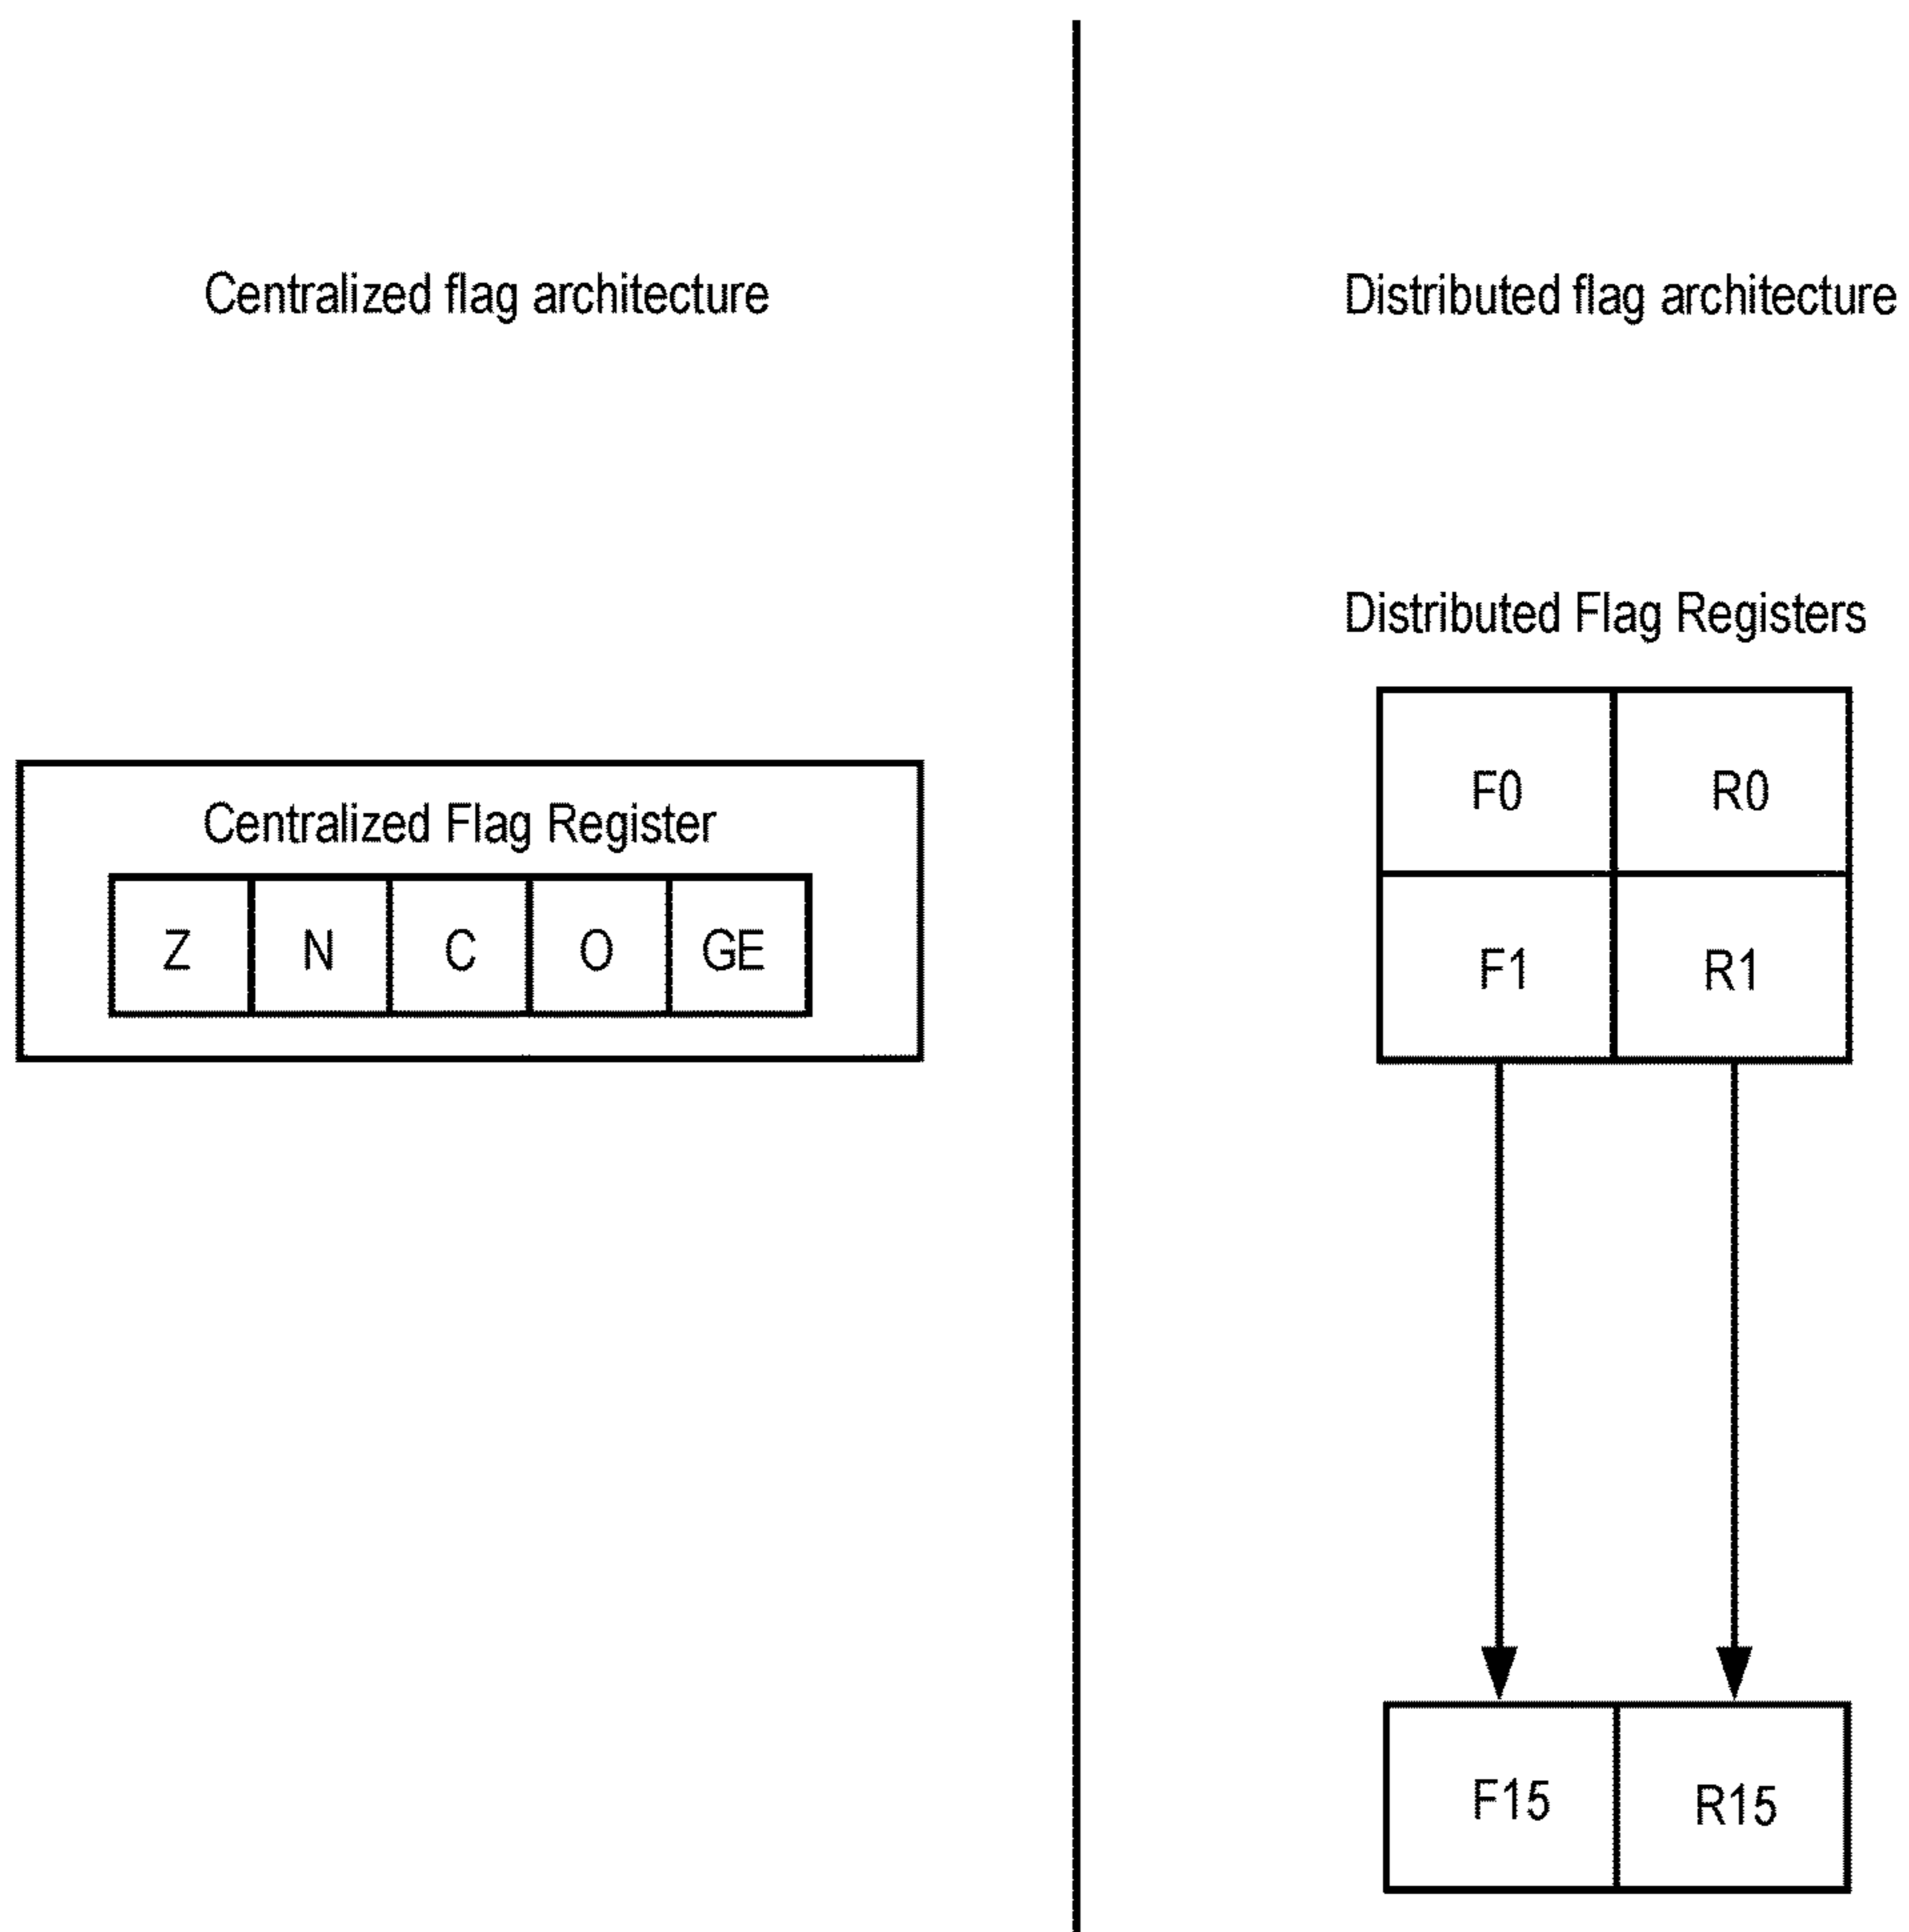 Centralized flag architecture
Centralized Flag Register
Z N C O GE
Distributed flag architecture
Distributed Flag Registers
F0 R0
F1 R1
F15 R15